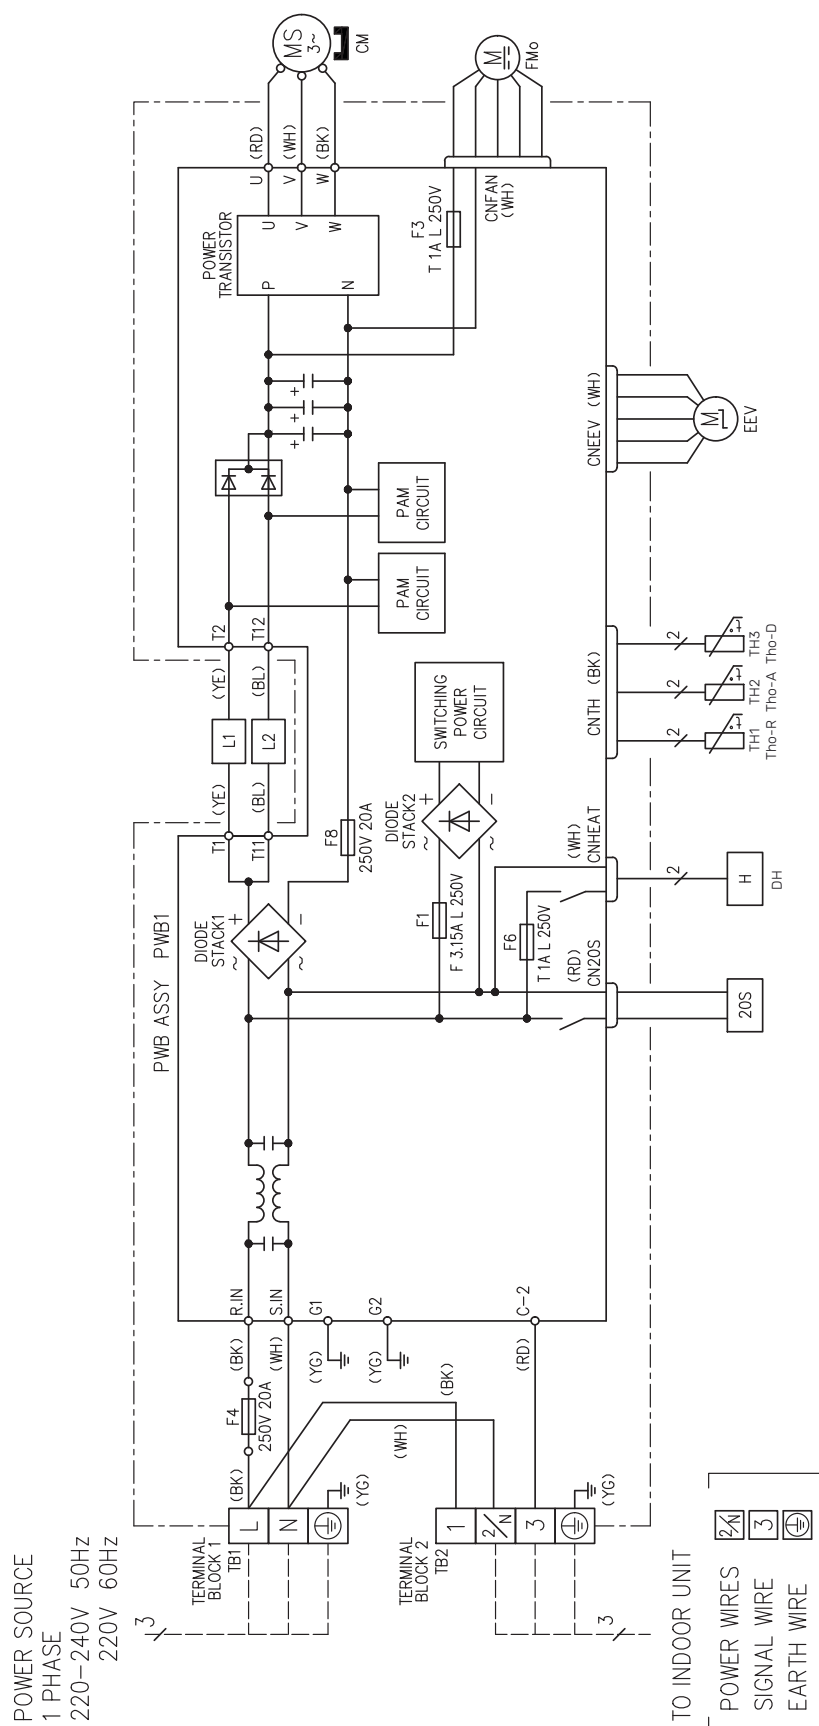 POWER SOURCE
1 PHASE
220-240V 50Hz
220V 60Hz
3
TERMINAL
BLOCK 1
TB1
L
N
(YG)
(BK)
F4
250V 20A
(BK)
(WH)
R.IN
S.IN
G1
(YG)
G2
(YG)
C-2
(RD)
(BK)
(WH)
TERMINAL
BLOCK 2
TB2
1
2/N
3
(YG)
3
TO INDOOR UNIT
POWER WIRES
2/N
SIGNAL WIRE
3
EARTH WIRE
PWB ASSY PWB1
DIODE
STACK1
~
+
~
-
T1
T11
(YE)
(BL)
L1
L2
(YE)
(BL)
T2
T12
F8
250V 20A
PAM
CIRCUIT
PAM
CIRCUIT
+
+
+
POWER
TRANSISTOR
P
N
U
V
W
U
V
W
(RD)
(WH)
(BK)
MS
3~
CM
F3
T 1A L 250V
CNFAN
(WH)
M
FMo
DIODE
STACK2
~
+
~
-
SWITCHING
POWER
CIRCUIT
F1
F 3.15A L 250V
F6
T 1A L 250V
(RD)
CN20S
20S
(WH)
CNHEAT
2
H
DH
CNTH (BK)
2
2
2
t
t
t
TH1
Tho-R
TH2
Tho-A
TH3
Tho-D
CNEEV (WH)
M
EEV